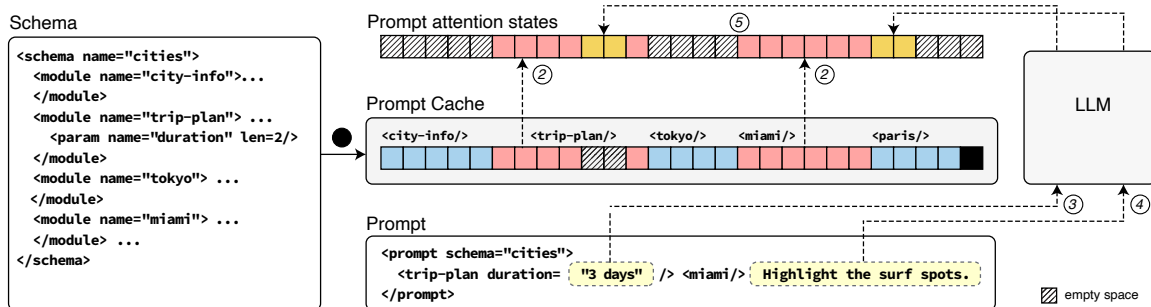 Schema
<schema name="cities">
<module name="city-info">...
</module>
<module name="trip-plan"> ...
<param name="duration" len=2/>
</module>
<module name="tokyo"> ...
</module>
<module name="miami"> ...
</module> ...
</schema>
Prompt attention states
5
2
2
Prompt Cache
<city-info/> <trip-plan/> <tokyo/> <miami/> <paris/>
LLM
3
4
Prompt
<prompt schema="cities">
<trip-plan duration= "3 days" /> <miami/> Highlight the surf spots.
</prompt>
empty space